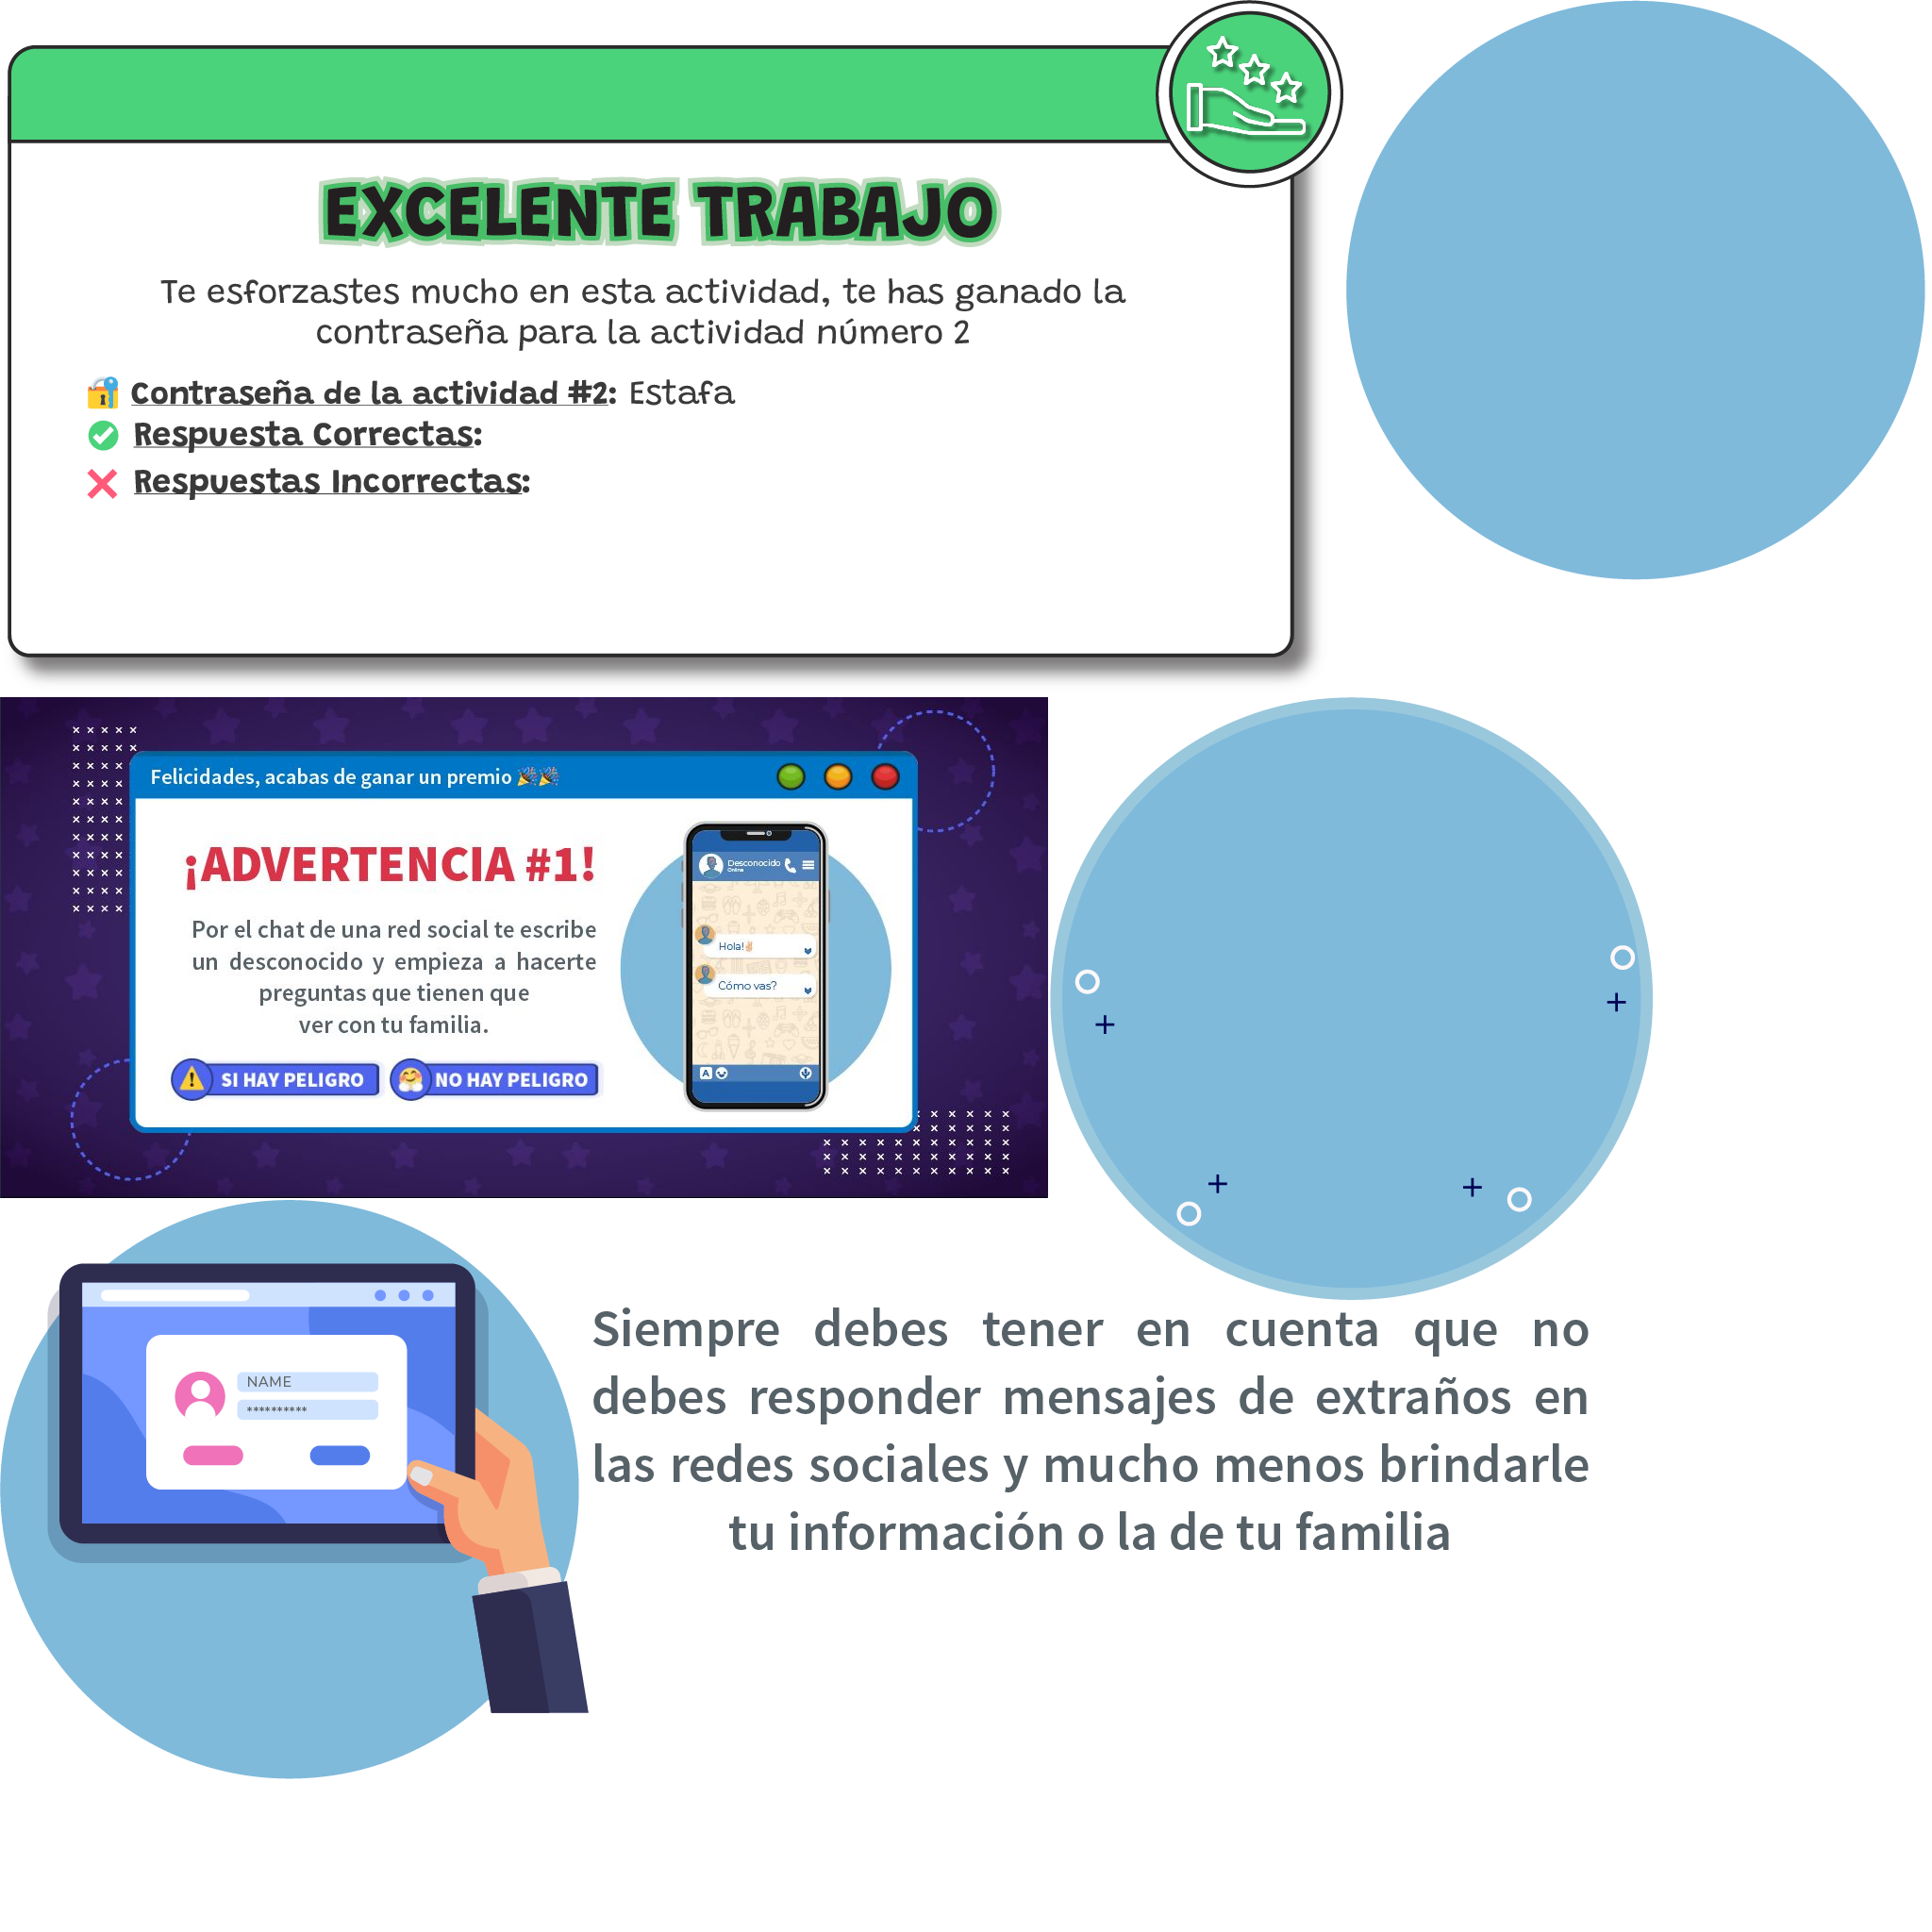 EXCELENTE TRABAJO
Te esforzastes mucho en esta actividad, te has ganado la
contraseña para la actividad número 2
Contraseña de la actividad #2: Estafa
Respuesta Correctas:
Respuestas Incorrectas:
Felicidades, acabas de ganar un premio 🎉🎉
¡ADVERTENCIA #1!
Por el chat de una red social te escribe
un desconocido y empieza a hacerte
preguntas que tienen que
ver con tu familia.
SI HAY PELIGRO
NO HAY PELIGRO
Desconocido
Online
Hola!✌
Cómo vas?
A
NAME
**********
Siempre debes tener en cuenta que no
debes responder mensajes de extraños en
las redes sociales y mucho menos brindarle
tu información o la de tu familia